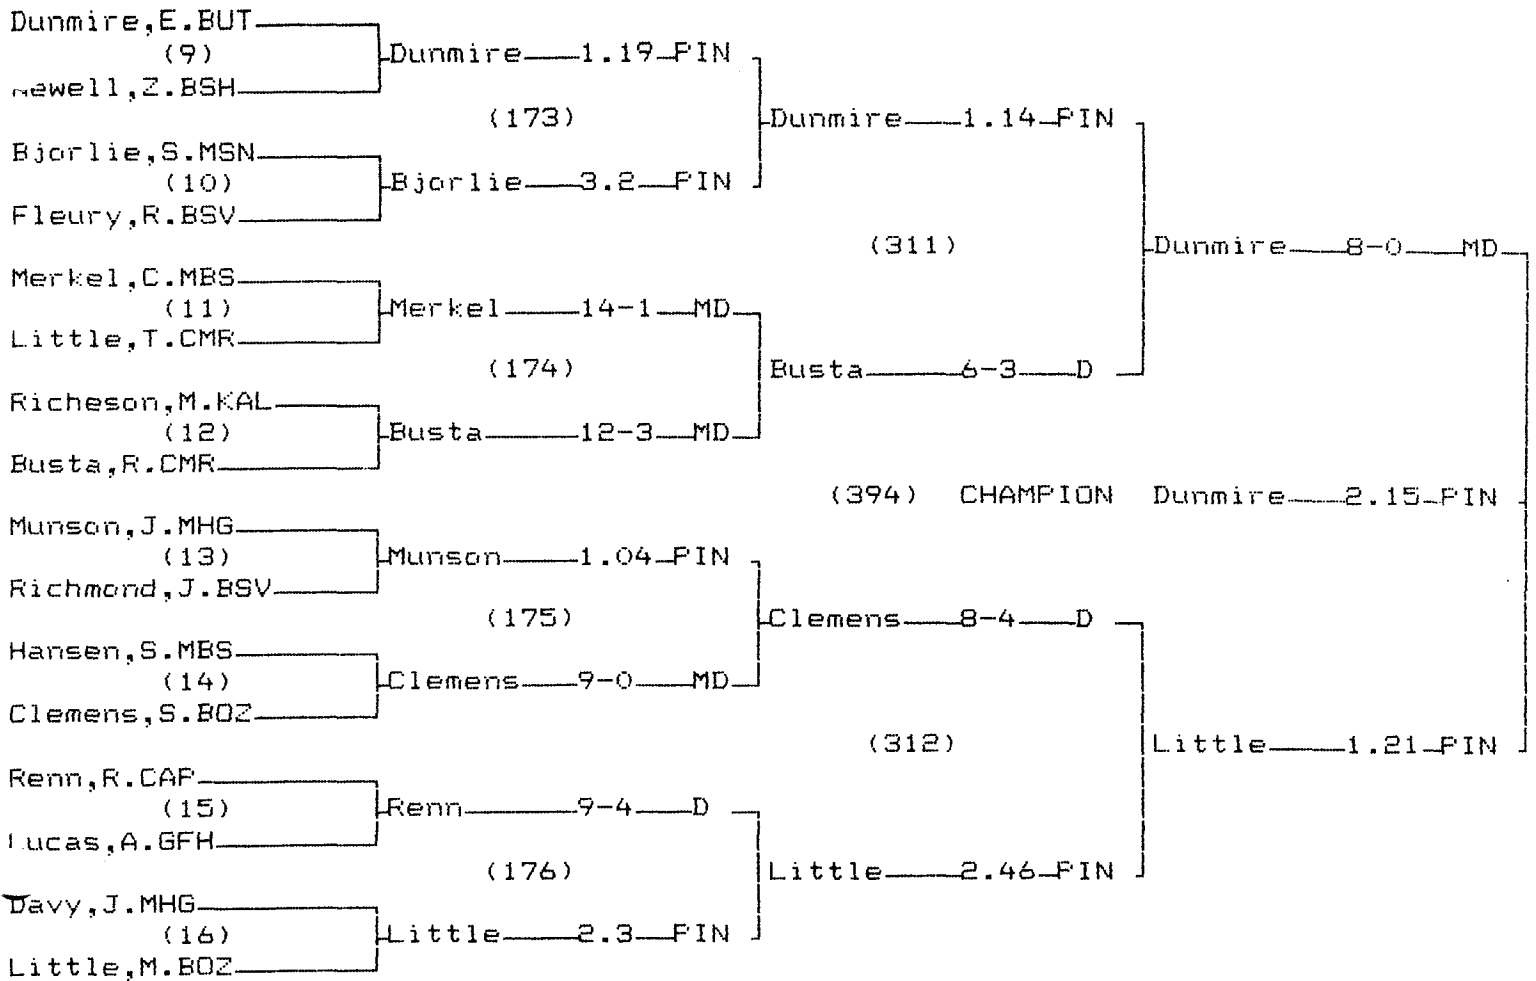 Dunmire,E.BUT
(9) Dunmire 1.19 PIN
Newell,Z.BSH
(173) Dunmire 1.14 PIN
Bjorlie,S.MSN
(10) Bjorlie 3.2 PIN
Fleury,R.BSV
(311) Dunmire 8-0 MD
Merkel,C.MBS
(11) Merkel 14-1 MD
Little,T.CMR
(174) Busta 6-3 D
Richeson,M.KAL
(12) Busta 12-3 MD
Busta,R.CMR
(394) CHAMPION Dunmire 2.15 PIN
Munson,J.MHG
(13) Munson 1.04 PIN
Richmond,J.BSV
(175) Clemens 8-4 D
Hansen,S.MBS
(14) Clemens 9-0 MD
Clemens,S.BOZ
(312) Little 1.21 PIN
Renn,R.CAP
(15) Renn 9-4 D
Lucas,A.GFH
(176) Little 2.46 PIN
Davy,J.MHG
(16) Little 2.3 PIN
Little,M.BOZ